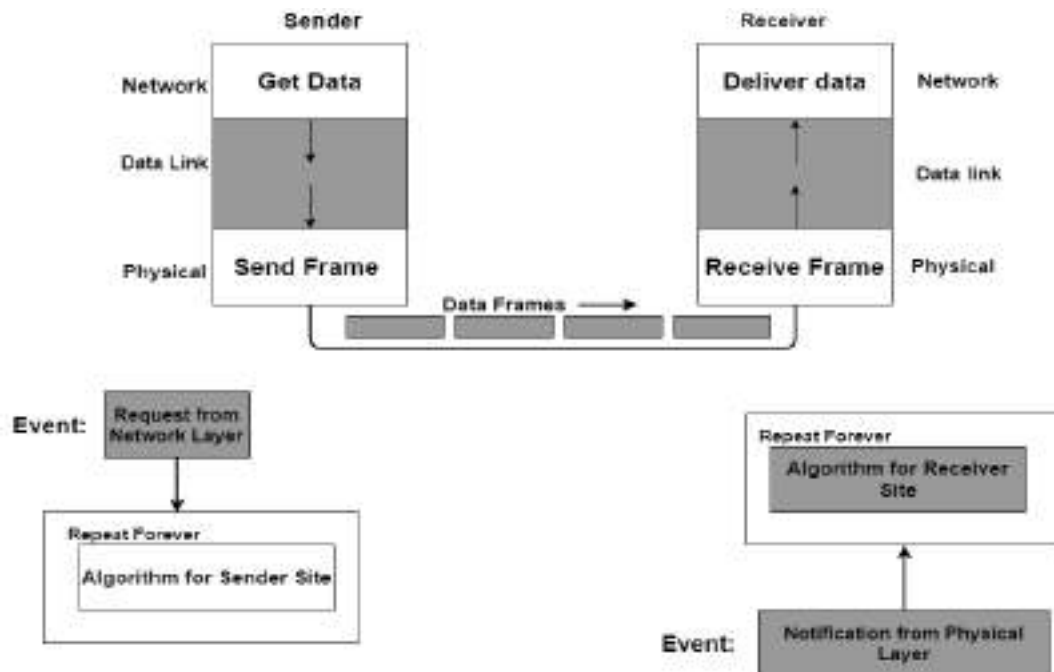 Sender
Receiver
Network
Get Data
Deliver data
Network
Data Link
Data link
Physical
Send Frame
Receive Frame
Physical
Data Frames
Event:
Request from
Network Layer
Repeat Forever
Algorithm for Sender Site
Repeat Forever
Algorithm for Receiver
Site
Event:
Notification from Physical
Layer